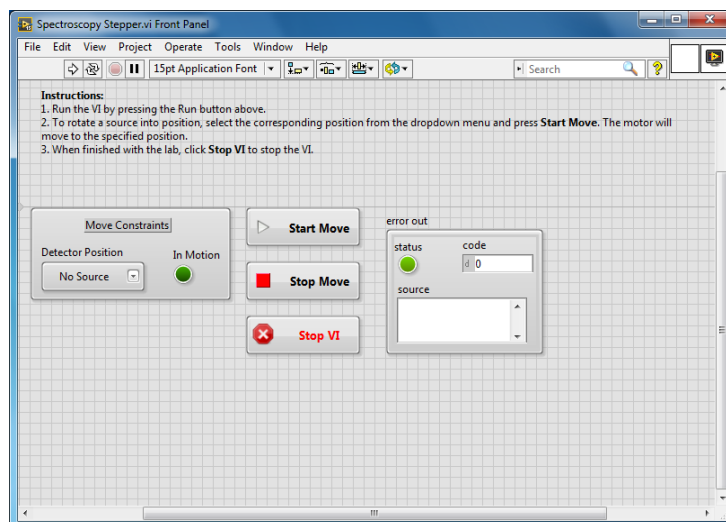 Spectroscopy Stepper.vi Front Panel
File Edit View Project Operate Tools Window Help
15pt Application Font
Search
Instructions:
1. Run the VI by pressing the Run button above.
2. To rotate a source into position, select the corresponding position from the dropdown menu and press Start Move. The motor will
move to the specified position.
3. When finished with the lab, click Stop VI to stop the VI.
Move Constraints
Detector Position
In Motion
No Source
Start Move
Stop Move
Stop VI
error out
status
code
d 0
source